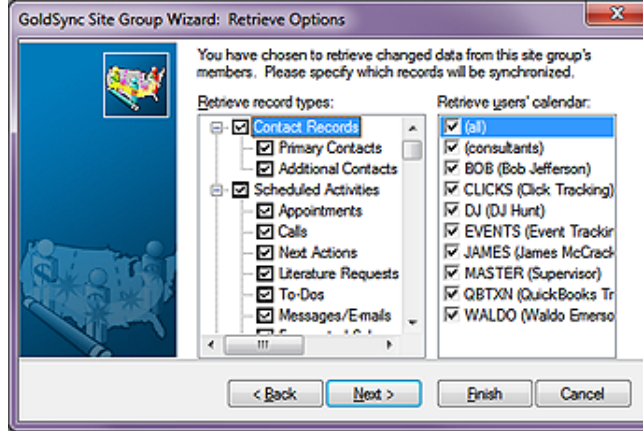 GoldSync Site Group Wizard: Retrieve Options
You have chosen to retrieve changed data from this site group's
members. Please specify which records will be synchronized.
Retrieve record types:
Contact Records
Primary Contacts
Additional Contacts
Scheduled Activities
Appointments
Calls
Next Actions
Literature Requests
To-Dos
Messages/E-mails
Retrieve users' calendar:
(all)
(consultants)
BOB (Bob Jefferson)
CLICKS (Click Tracking)
DJ (DJ Hunt)
EVENTS (Event Trackin
JAMES (James McCrack
MASTER (Supervisor)
QBTXN (QuickBooks Tr
WALDO (Waldo Emerso
< Back
Next >
Finish
Cancel